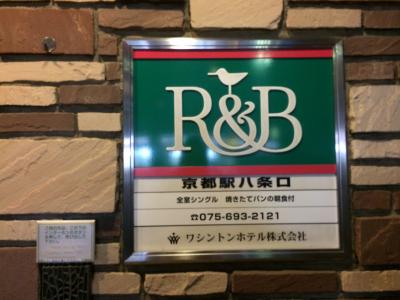 R&B
京都駅八条口
全室シングル 焼きたてパンの朝食付
☎075-693-2121
ワシントンホテル株式会社